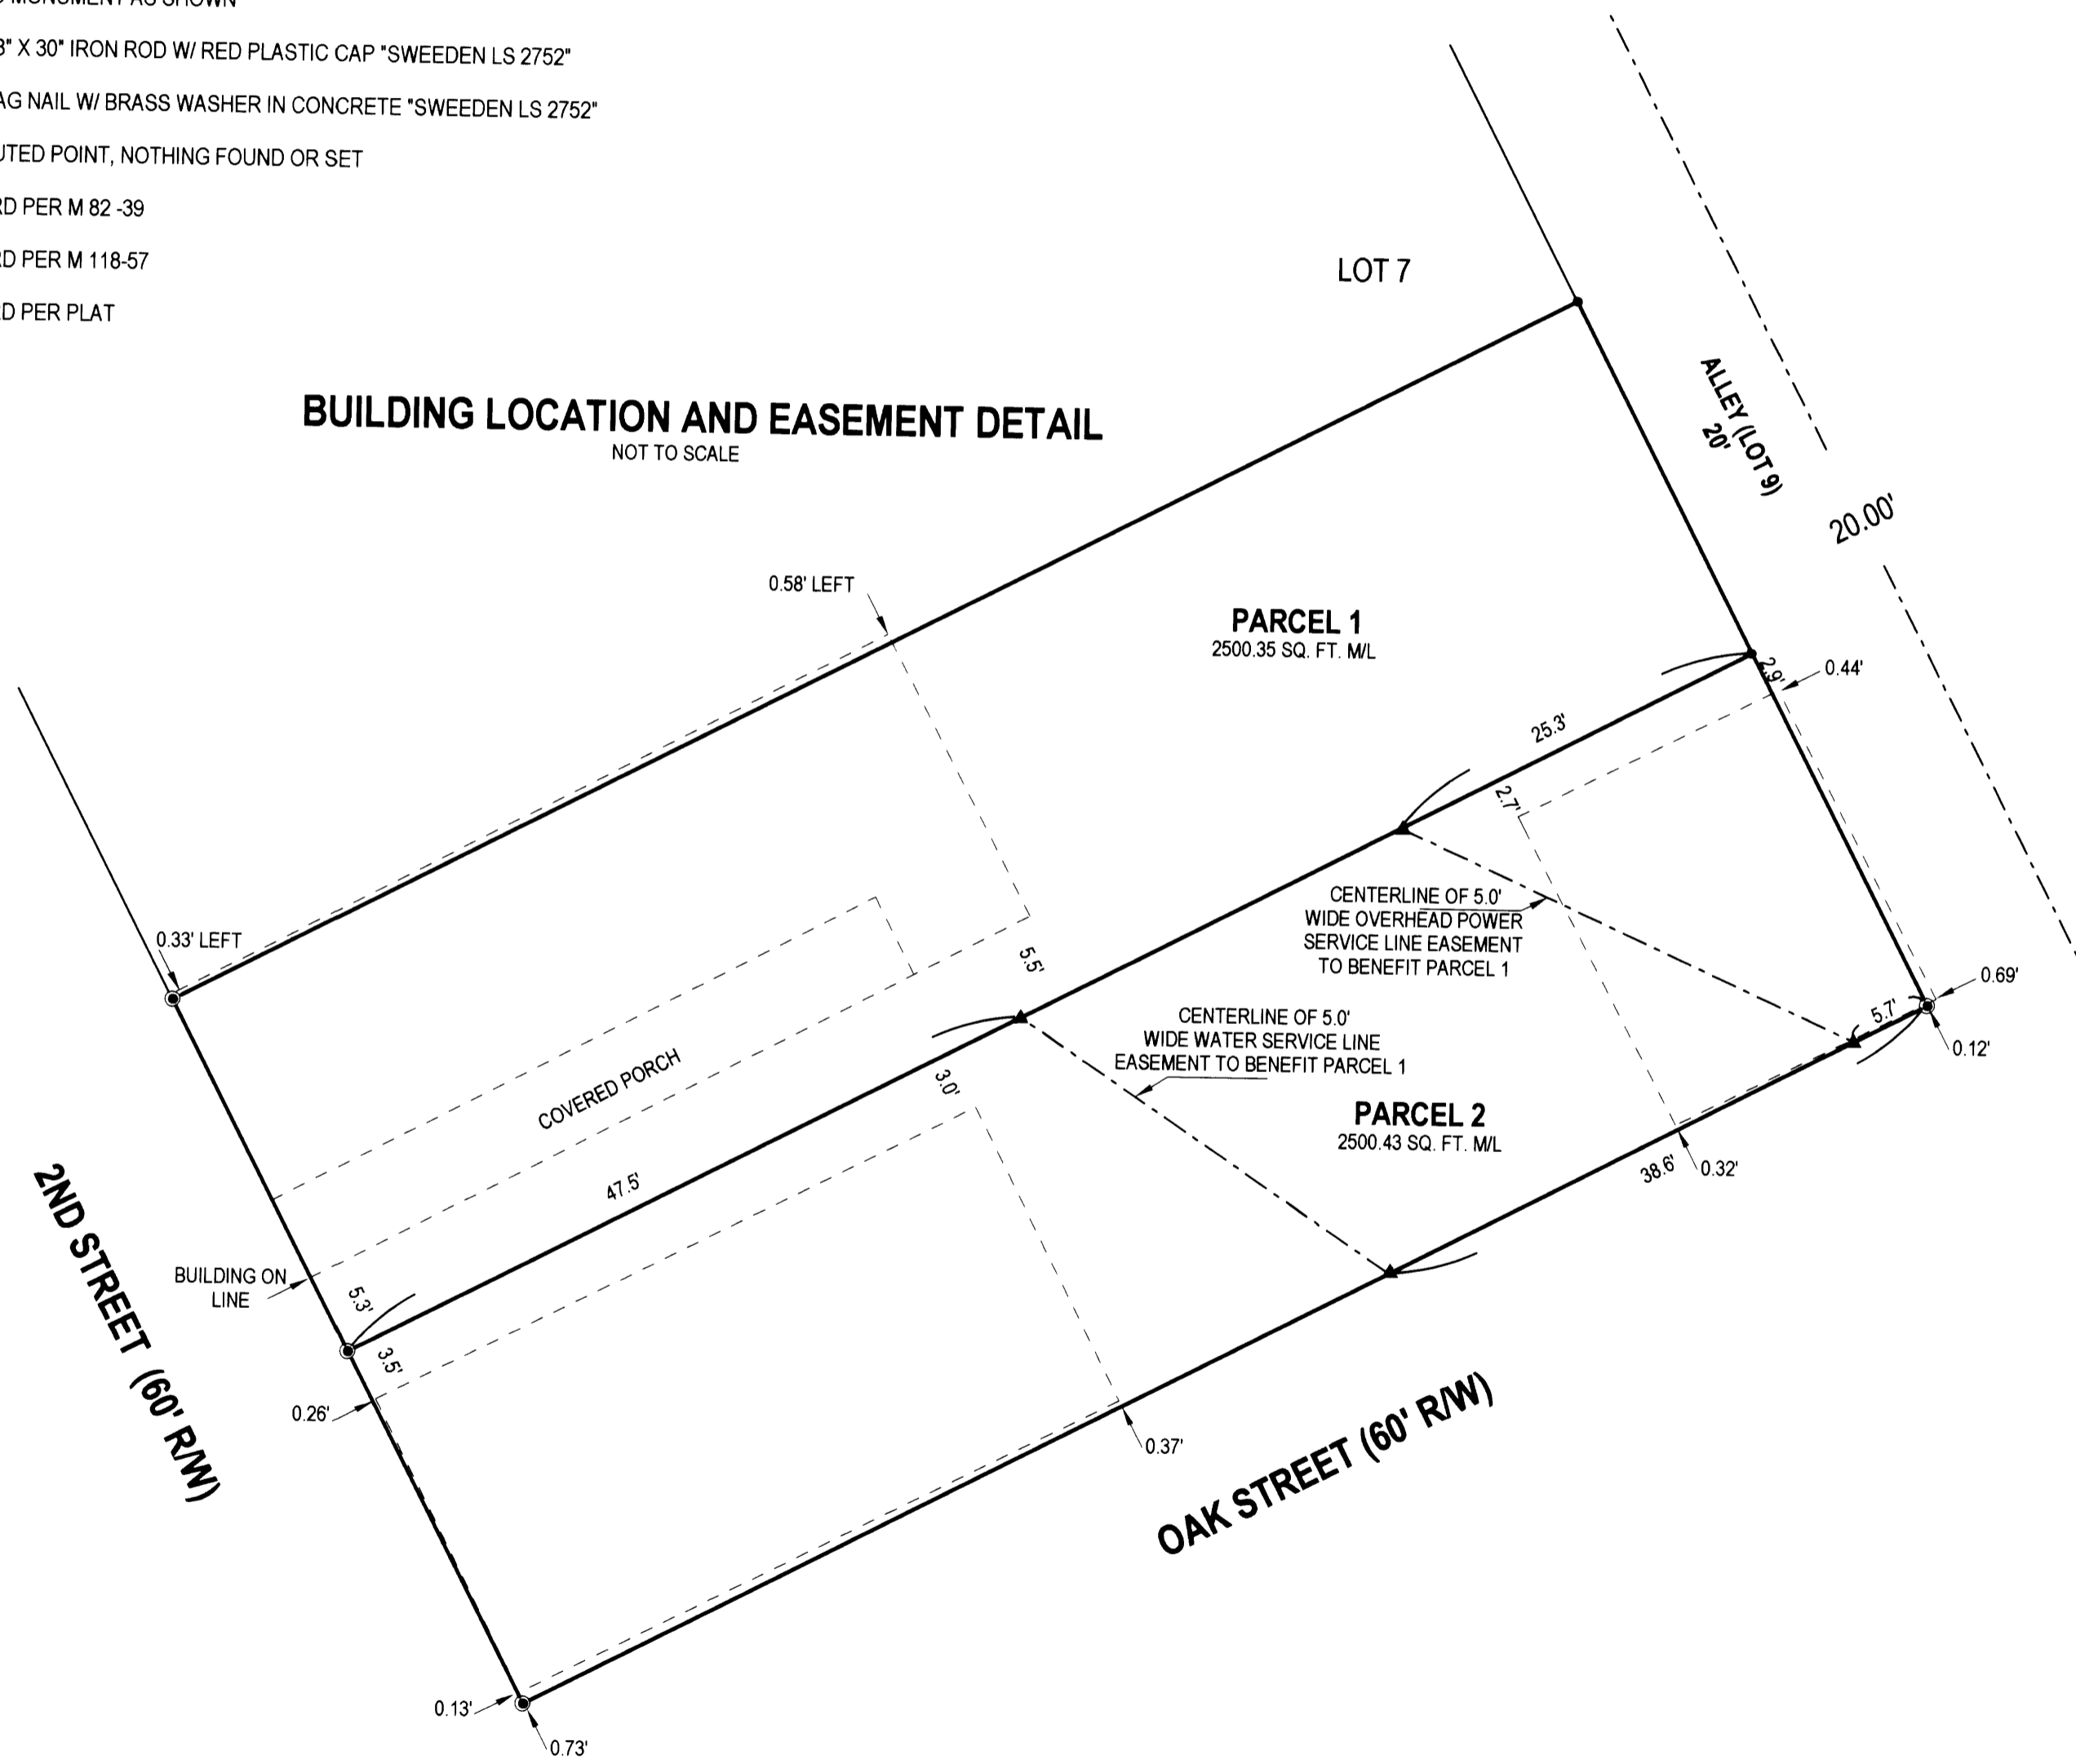 MONUMENT AS SHOWN
X 30" IRON ROD W/ RED PLASTIC CAP "SWEEDEN LS 2752"
NAIL W/ BRASS WASHER IN CONCRETE "SWEEDEN LS 2752"
POINT, NOTHING FOUND OR SET
PER M 82 -39
PER M 118-57
PER PLAT
LOT 7
BUILDING LOCATION AND EASEMENT DETAIL
NOT TO SCALE
ALLEY (LOT 9)
20'
20.00'
0.58' LEFT
PARCEL 1
2500.35 SQ. FT. M/L
2.9'
0.44'
25.3'
2.7'
CENTERLINE OF 5.0'
WIDE OVERHEAD POWER
SERVICE LINE EASEMENT
TO BENEFIT PARCEL 1
0.33' LEFT
5.5'
0.69'
5.7'
0.12'
CENTERLINE OF 5.0'
WIDE WATER SERVICE LINE
EASEMENT TO BENEFIT PARCEL 1
COVERED PORCH
3.0'
PARCEL 2
2500.43 SQ. FT. M/L
38.6'
0.32'
47.5'
2ND STREET (60' R/W)
BUILDING ON
LINE
5.3'
3.5'
0.26'
0.37'
OAK STREET (60' R/W)
0.13'
0.73'